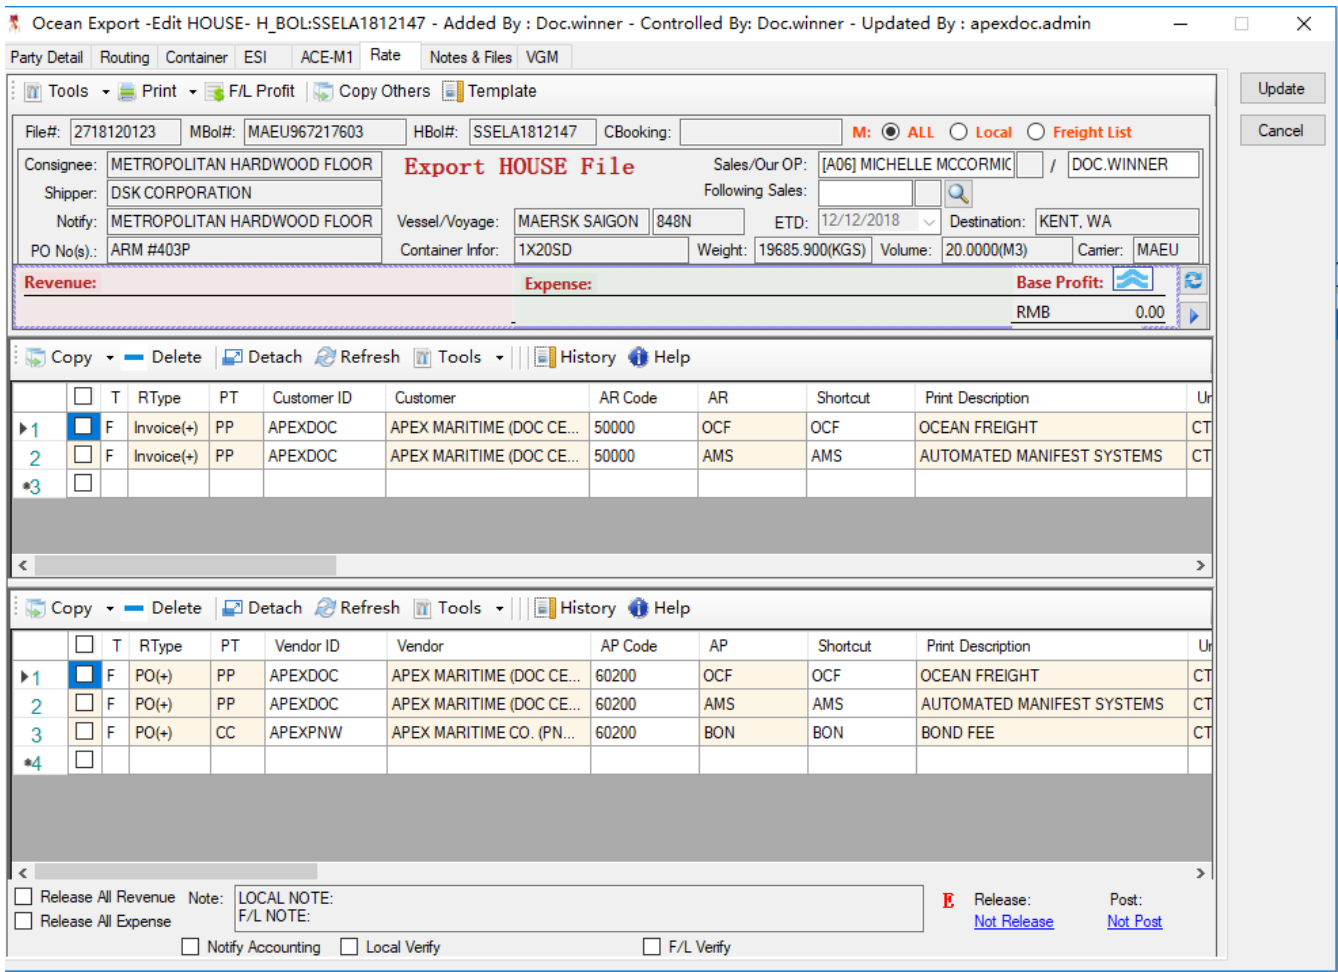 Ocean Export -Edit HOUSE- H_BOL:SSELA1812147 - Added By : Doc.winner - Controlled By: Doc.winner - Updated By : apexdoc.admin
Party Detail Routing Container ESI ACE-M1 Rate Notes & Files VGM
Tools Print F/L Profit Copy Others Template
Update
File#: 2718120123 MBol#: MAEU967217603 HBol#: SSELA1812147 CBooking: M: ALL Local Freight List
Cancel
Consignee: METROPOLITAN HARDWOOD FLOOR Export HOUSE File Sales/Our OP: [A06] MICHELLE MCCORMIC / DOC.WINNER
Shipper: DSK CORPORATION Following Sales:
Notify: METROPOLITAN HARDWOOD FLOOR Vessel/Voyage: MAERSK SAIGON 848N ETD: 12/12/2018 Destination: KENT, WA
PO No(s).: ARM #403P Container Infor: 1X20SD Weight: 19685.900(KGS) Volume: 20.0000(M3) Carrier: MAEU
Revenue: Expense: Base Profit:
RMB 0.00
Copy Delete Detach Refresh Tools History Help
T RType PT Customer ID Customer AR Code AR Shortcut Print Description Ur
1 F Invoice(+) PP APEXDOC APEX MARITIME (DOC CE... 50000 OCF OCF OCEAN FREIGHT CT
2 F Invoice(+) PP APEXDOC APEX MARITIME (DOC CE... 50000 AMS AMS AUTOMATED MANIFEST SYSTEMS CT
*3
Copy Delete Detach Refresh Tools History Help
T RType PT Vendor ID Vendor AP Code AP Shortcut Print Description Ur
1 F PO(+) PP APEXDOC APEX MARITIME (DOC CE... 60200 OCF OCF OCEAN FREIGHT CT
2 F PO(+) PP APEXDOC APEX MARITIME (DOC CE... 60200 AMS AMS AUTOMATED MANIFEST SYSTEMS CT
3 F PO(+) CC APEXPNW APEX MARITIME CO. (PN... 60200 BON BON BOND FEE CT
*4
Release All Revenue Note: LOCAL NOTE: E Release: Post:
Release All Expense F/L NOTE: Not Release Not Post
Notify Accounting Local Verify F/L Verify